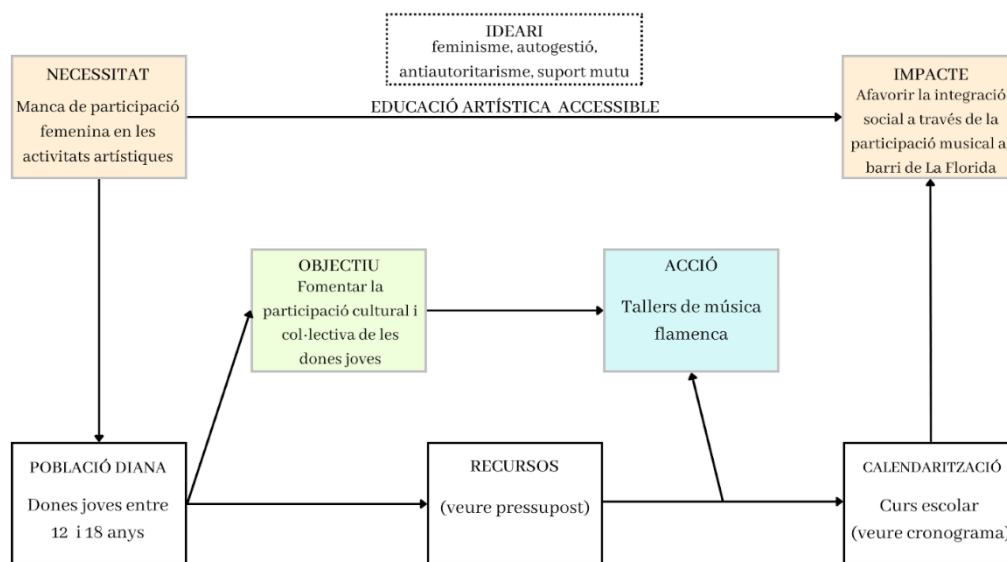 IDEARI
feminisme, autogestió,
antiautoritarisme, suport mutu
NECESSITAT
Manca de participació
femenina en les
activitats artístiques
EDUCACIÓ ARTÍSTICA ACCESSIBLE
IMPACTE
Afavorir la integració
social a través de la
participació musical a
barri de La Florida
OBJECTIU
Fomentar la
participació cultural i
col·lectiva de les
dones joves
ACCIÓ
Tallers de música
flamenca
POBLACIÓ DIANA
Dones joves entre
12 i 18 anys
RECURSOS
(veure pressupost)
CALENDARITZACIÓ
Curs escolar
(veure cronograma)